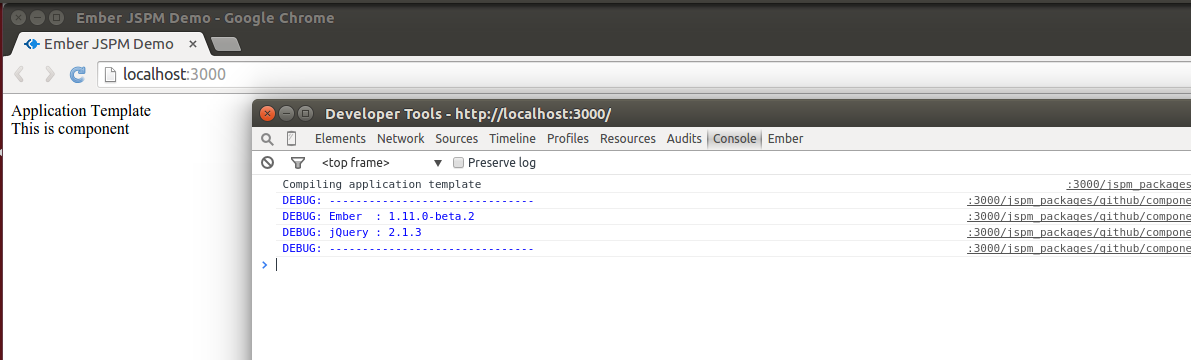 Ember JSPM Demo - Google Chrome
Ember JSPM Demo
localhost:3000
Application Template
This is component
Developer Tools - http://localhost:3000/
Elements Network Sources Timeline Profiles Resources Audits Console Ember
<top frame> Preserve log
Compiling application template :3000/jspm_packages
DEBUG: ------------------------------- :3000/jspm_packages/github/compone
DEBUG: Ember  : 1.11.0-beta.2 :3000/jspm_packages/github/compone
DEBUG: jQuery : 2.1.3 :3000/jspm_packages/github/compone
DEBUG: ------------------------------- :3000/jspm_packages/github/compone